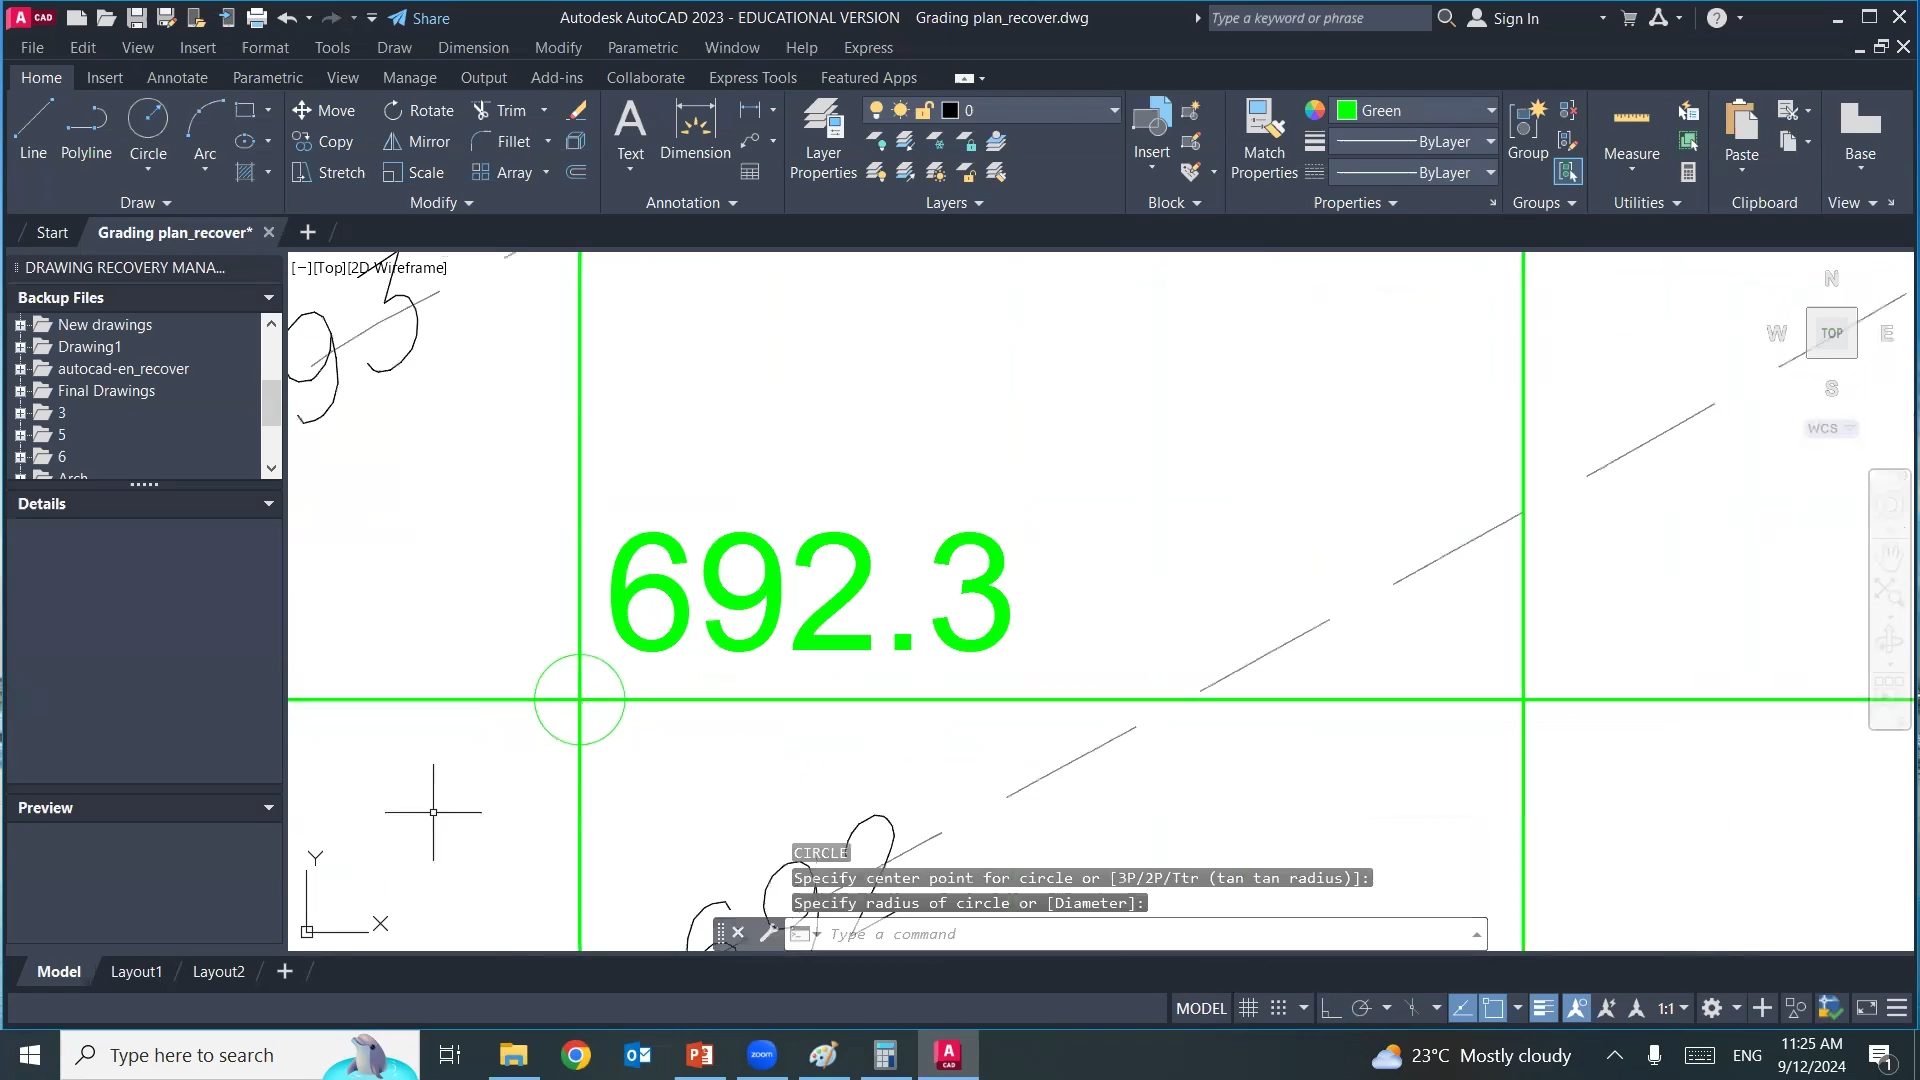 A CAD Share Autodesk AutoCAD 2023 - EDUCATIONAL VERSION Grading plan_recover.dwg Type a keyword or phrase Sign In ?
File Edit View Insert Format Tools Draw Dimension Modify Parametric Window Help Express
Home Insert Annotate Parametric View Manage Output Add-ins Collaborate Express Tools Featured Apps
Line Polyline Circle Arc
Move Rotate Trim
Copy Mirror Fillet
Stretch Scale Array
Text Dimension
Layer Properties
0
Insert
Match Properties
Green
ByLayer
ByLayer
Group
Measure
Paste
Base
Draw Modify Annotation Layers Block Properties Groups Utilities Clipboard View
Start Grading plan_recover*
DRAWING RECOVERY MANA...
Backup Files
New drawings
Drawing1
autocad-en_recover
Final Drawings
3
5
6
Details
Preview
[−][Top][2D Wireframe]
N
W TOP E
S
WCS
692.3
Y
X
CIRCLE
Specify center point for circle or [3P/2P/Ttr (tan tan radius)]:
Specify radius of circle or [Diameter]:
Type a command
Model Layout1 Layout2
MODEL 1:1
Type here to search
zoom
A CAD
23°C Mostly cloudy
ENG
11:25 AM
9/12/2024
1